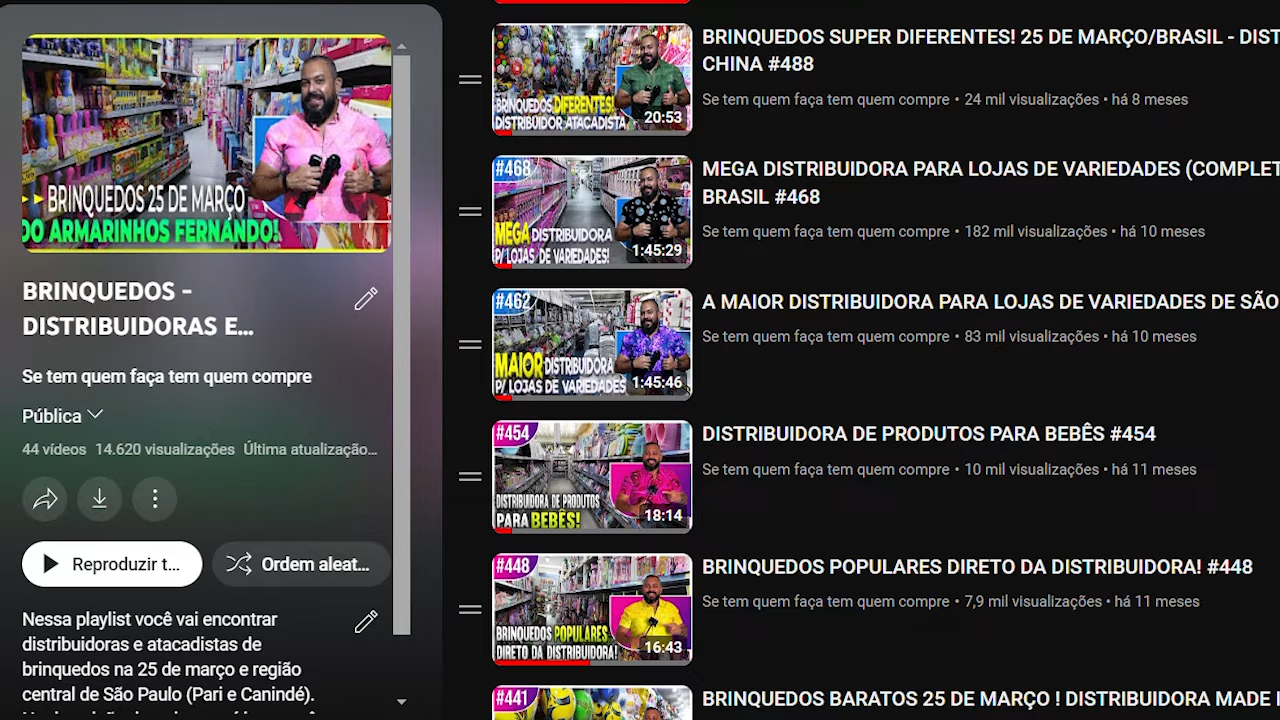 BRINQUEDOS 25 DE MARÇO
DO ARMARINHOS FERNANDO!
BRINQUEDOS -
DISTRIBUIDORAS E...
Se tem quem faça tem quem compre
Pública
44 vídeos 14.620 visualizações Última atualização...
Reproduzir t...
Ordem aleat...
Nessa playlist você vai encontrar
distribuidoras e atacadistas de
brinquedos na 25 de março e região
central de São Paulo (Pari e Canindé).
BRINQUEDOS DIFERENTES!
DISTRIBUIDOR ATACADISTA
20:53
BRINQUEDOS SUPER DIFERENTES! 25 DE MARÇO/BRASIL - DIST
CHINA #488
Se tem quem faça tem quem compre • 24 mil visualizações • há 8 meses
#468
MEGA DISTRIBUIDORA
P/ LOJAS DE VARIEDADES!
1:45:29
MEGA DISTRIBUIDORA PARA LOJAS DE VARIEDADES (COMPLET
BRASIL #468
Se tem quem faça tem quem compre • 182 mil visualizações • há 10 meses
#462
MAIOR DISTRIBUIDORA
P/ LOJAS DE VARIEDADES
1:45:46
A MAIOR DISTRIBUIDORA PARA LOJAS DE VARIEDADES DE SÃO
Se tem quem faça tem quem compre • 83 mil visualizações • há 10 meses
#454
DISTRIBUIDORA DE PRODUTOS
PARA BEBÊS!
18:14
DISTRIBUIDORA DE PRODUTOS PARA BEBÊS #454
Se tem quem faça tem quem compre • 10 mil visualizações • há 11 meses
#448
BRINQUEDOS POPULARES
DIRETO DA DISTRIBUIDORA!
16:43
BRINQUEDOS POPULARES DIRETO DA DISTRIBUIDORA! #448
Se tem quem faça tem quem compre • 7,9 mil visualizações • há 11 meses
#441
BRINQUEDOS BARATOS 25 DE MARÇO ! DISTRIBUIDORA MADE